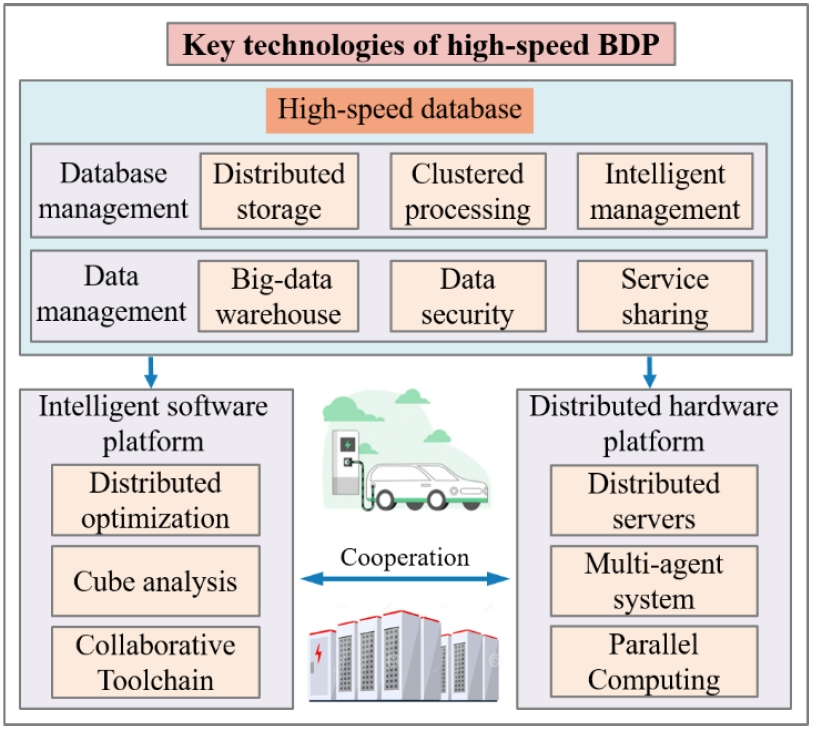 Key technologies of high-speed BDP
High-speed database
Database
management
Distributed
storage
Clustered
processing
Intelligent
management
Data
management
Big-data
warehouse
Data
security
Service
sharing
Intelligent software
platform
Distributed
optimization
Cube analysis
Collaborative
Toolchain
Cooperation
Distributed hardware
platform
Distributed
servers
Multi-agent
system
Parallel
Computing